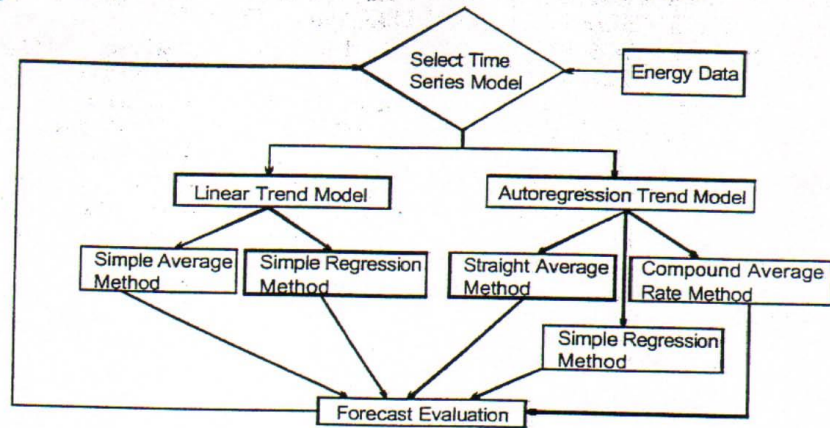 Select Time
Series Model
Energy Data
Linear Trend Model
Autoregression Trend Model
Simple Average
Method
Simple Regression
Method
Straight Average
Method
Compound Average
Rate Method
Simple Regression
Method
Forecast Evaluation